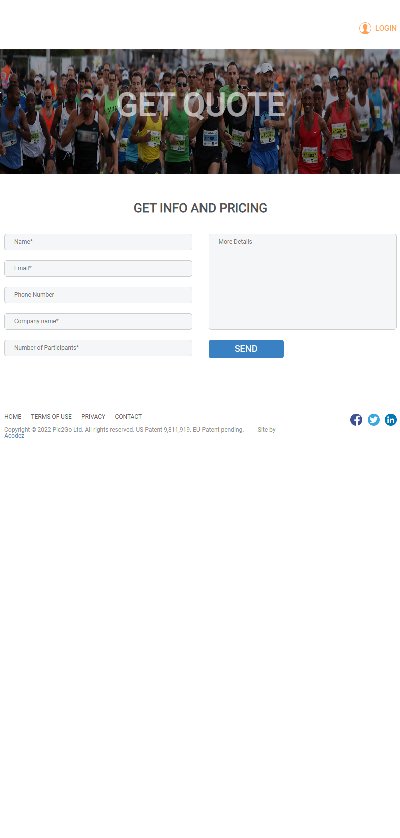 LOGIN
GET QUOTE
GET INFO AND PRICING
Name*
Email*
Phone Number
Company name*
Number of Participants*
More Details
SEND
HOME TERMS OF USE PRIVACY CONTACT
Copyright © 2022 Pic2Go Ltd. All rights reserved. US Patent 9,811,919. EU Patent pending. Site by